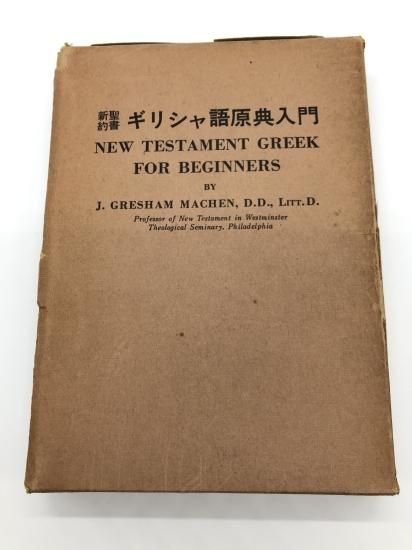 新約聖書 ギリシャ語原典入門
NEW TESTAMENT GREEK
FOR BEGINNERS
BY
J. GRESHAM MACHEN, D.D., LITT.D.
Professor of New Testament in Westminster
Theological Seminary, Philadelphia